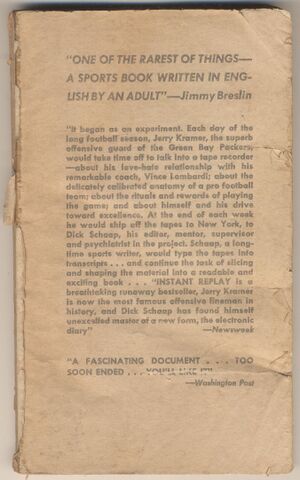 "ONE OF THE RAREST OF THINGS—
A SPORTS BOOK WRITTEN IN ENG-
LISH BY AN ADULT"—Jimmy Breslin
"It began as an experiment. Each day of the
long football season, Jerry Kramer, the superb
offensive guard of the Green Bay Packers,
would take time off to talk into a tape recorder
—about his love-hate relationship with his
remarkable coach, Vince Lombardi; about the
delicately calibrated anatomy of a pro football
team; about the rituals and rewards of playing
the game; and about himself and his drive
toward excellence. At the end of each week
he would ship off the tapes to New York, to
Dick Schaap, his editor, mentor, supervisor
and psychiatrist in the project. Schaap, a long-
time sports writer, would type the tapes into
transcripts . . . and continue the task of slicing
and shaping the material into a readable and
exciting book . . . "INSTANT REPLAY is a
breathtaking runaway bestseller, Jerry Kramer
is now the most famous offensive lineman in
history, and Dick Schaap has found himself
unexcelled master of a new form, the electronic
diary" —Newsweek
"A FASCINATING DOCUMENT . . . TOO
SOON ENDED . . . YOU'LL LIKE IT"
—Washington Post